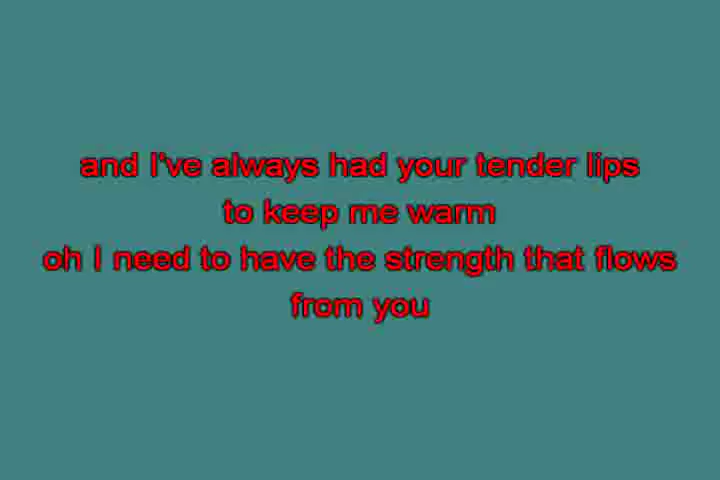 and I've always had your tender lips
to keep me warm
oh I need to have the strength that flows
from you